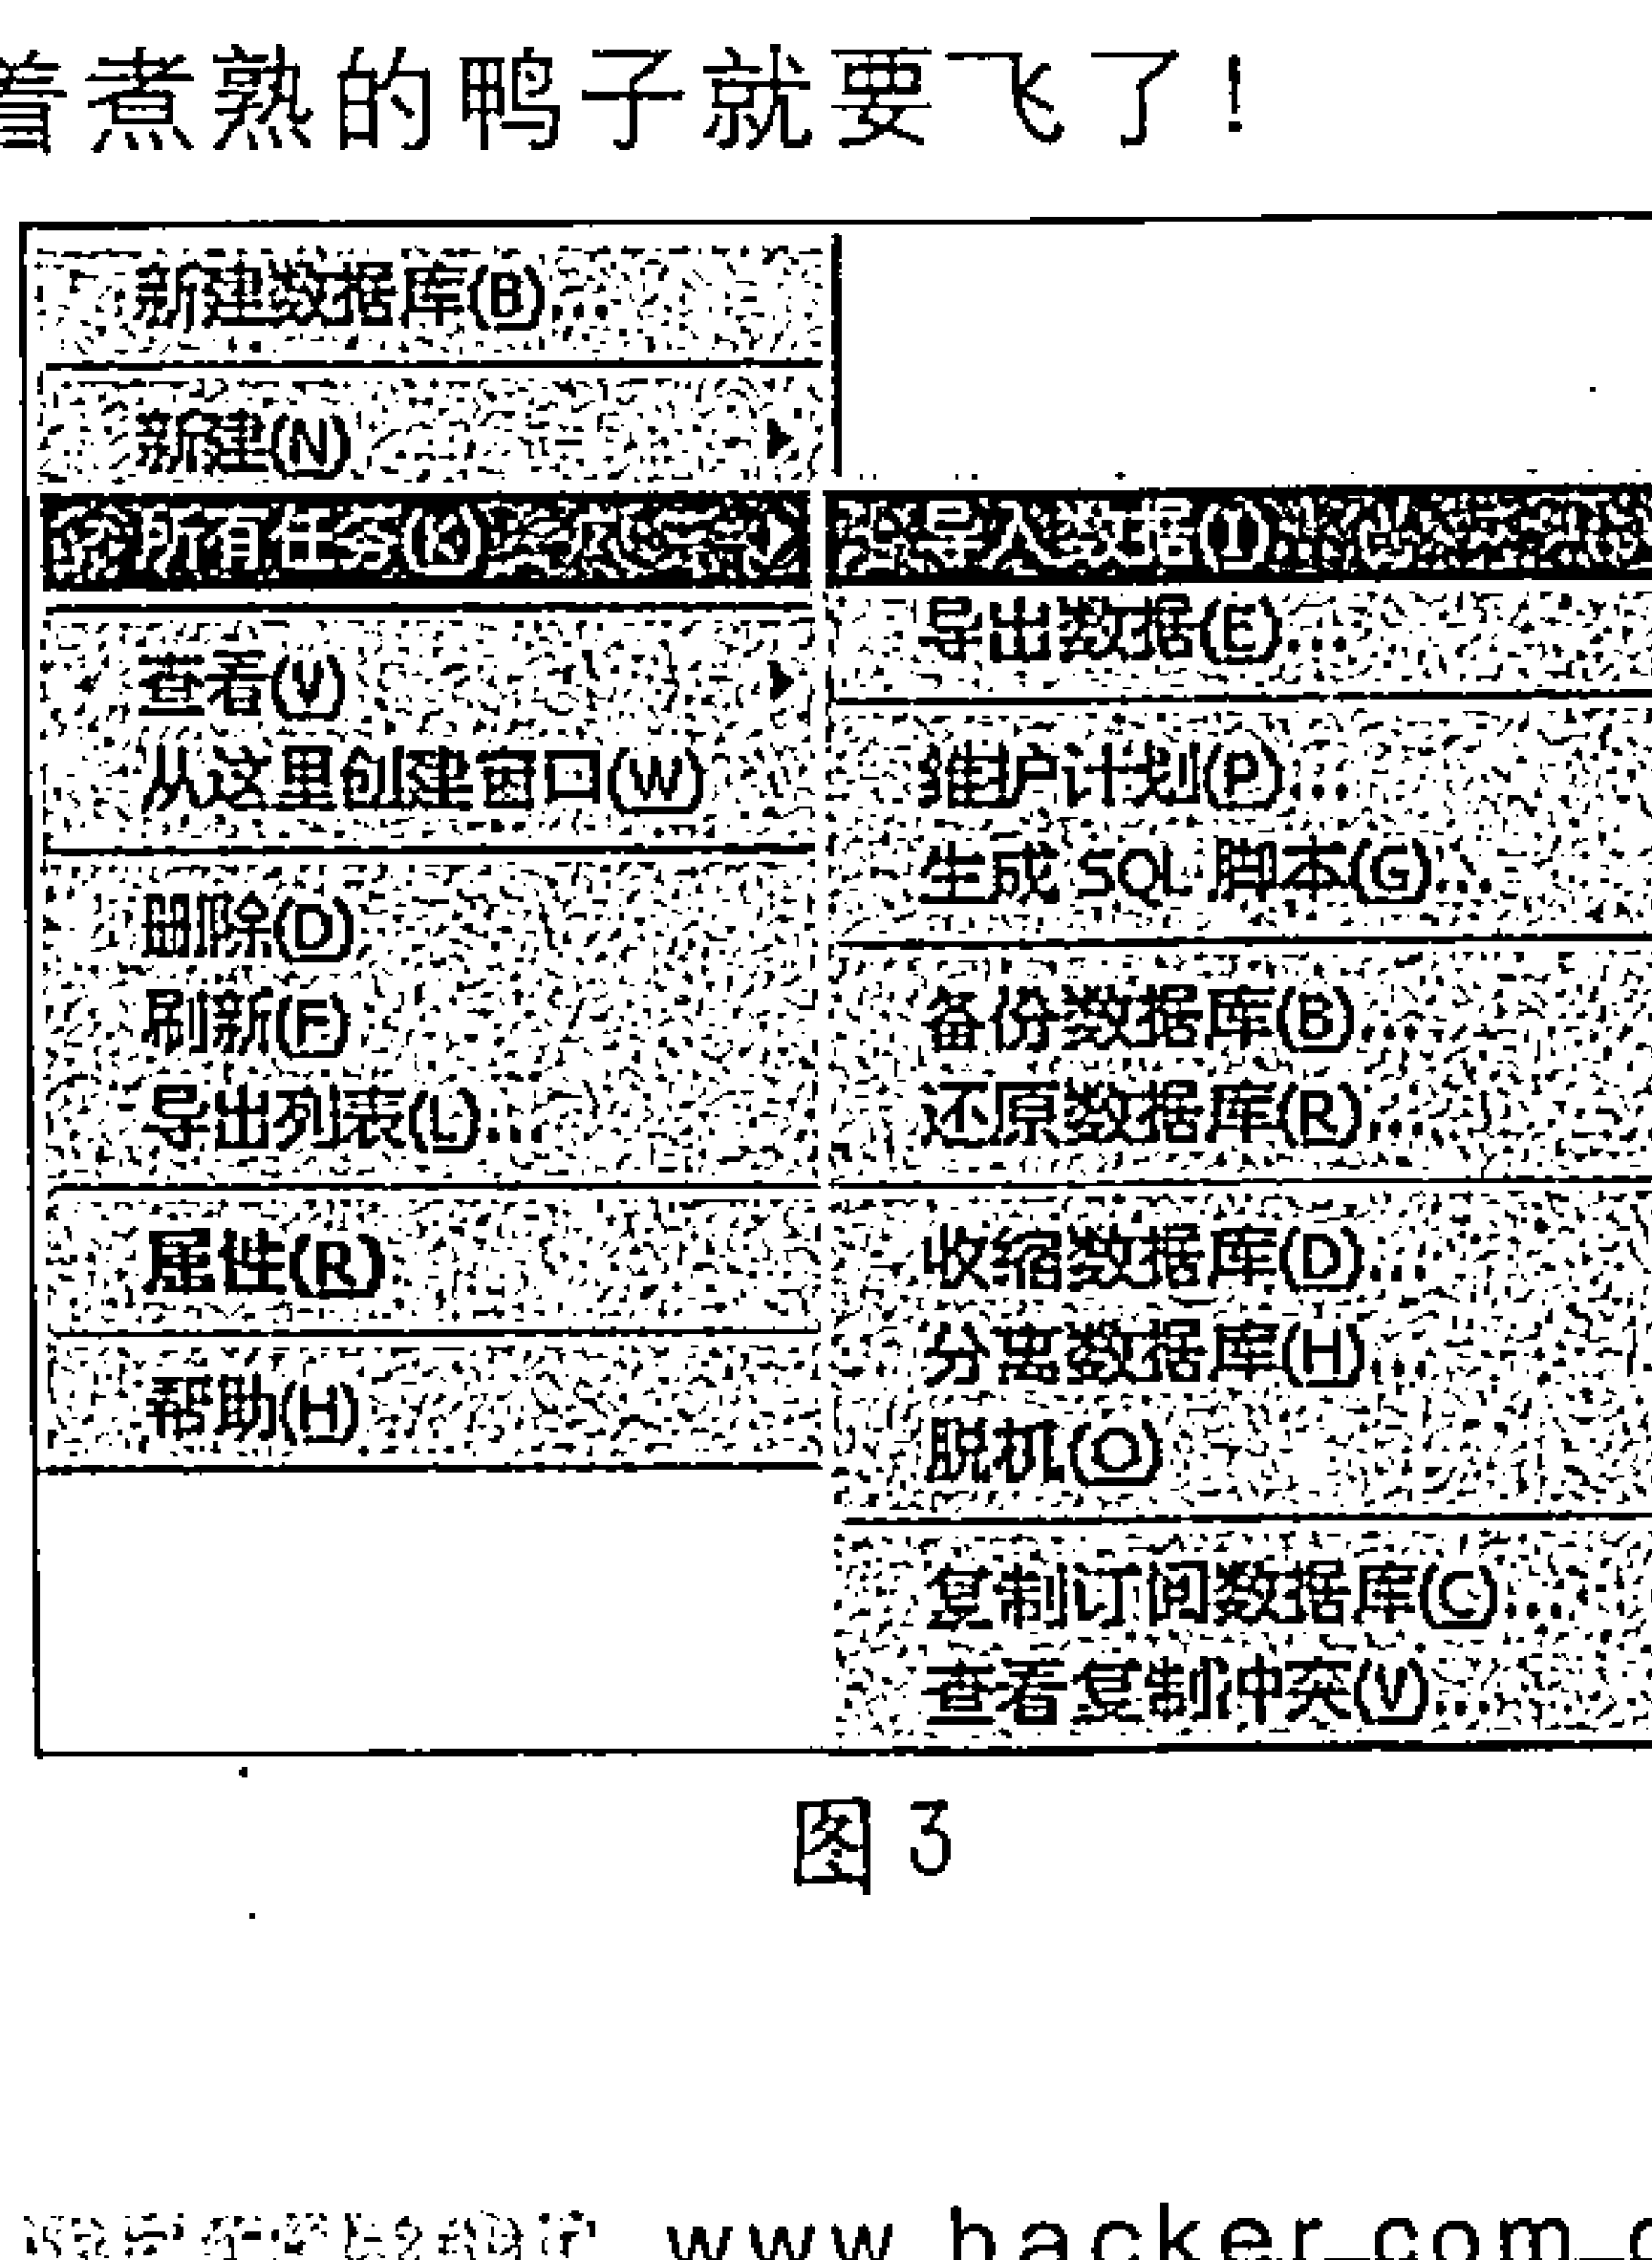 着煮熟的鸭子就要飞了!
新建数据库(B)...
新建(N)
所有任务(K)
查看(V)
从这里创建窗口(W)
删除(D)
刷新(F)
导出列表(L)...
属性(R)
帮助(H)
导入数据(I)
导出数据(E)...
维护计划(P)...
生成 SQL 脚本(G)...
备份数据库(B)...
还原数据库(R)...
收缩数据库(D)...
分离数据库(H)...
脱机(O)
复制订阅数据库(C)...
查看复制冲突(V)...
图 3
www.hacker.com.c